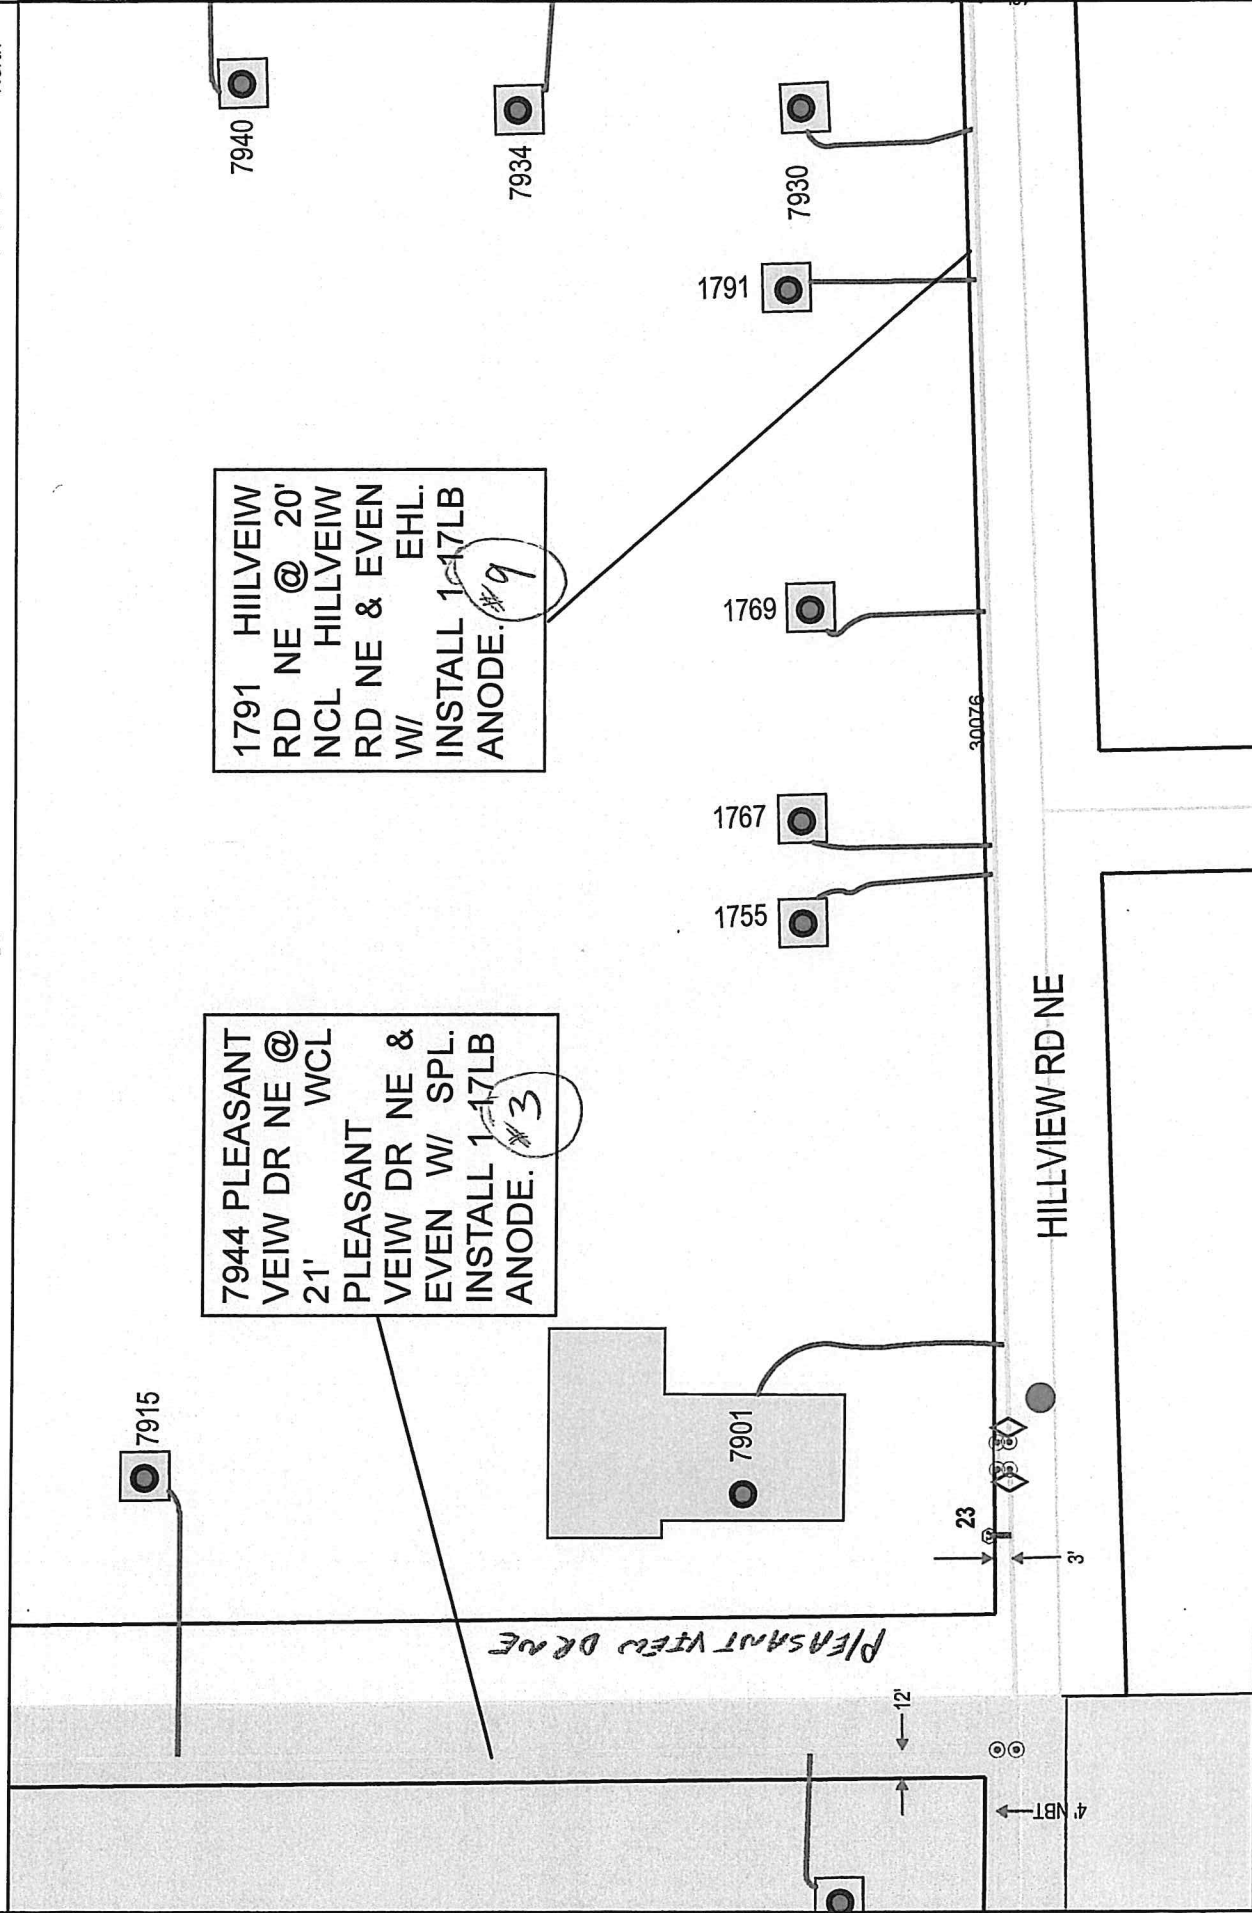 7940
7934
7930
1791
1791 HIILVEIW
RD NE @ 20'
NCL HILLVEIW
RD NE & EVEN
W/ EHL.
INSTALL 1-17LB
ANODE.
#9
1769
30076
1767
1755
7944 PLEASANT
VEIW DR NE @
21' WCL
PLEASANT
VEIW DR NE &
EVEN W/ SPL.
INSTALL 1-17LB
ANODE.
#3
HILLVIEW RD NE
7915
7901
23
3'
PLEASANT VIEW DR NE
12'
4' NBT